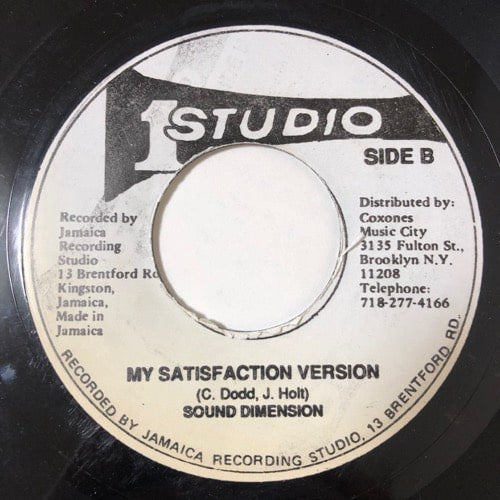 1 STUDIO
SIDE B
Recorded by
Jamaica
Recording
Studio
13 Brentford
Kingston,
Jamaica,
Made in
Jamaica
Distributed by:
Coxones
Music City
3135 Fulton St.,
Brooklyn N.Y.
11208
Telephone:
718-277-4166
MY SATISFACTION VERSION
(C. Dodd, J. Holt)
SOUND DIMENSION
RECORDED BY JAMAICA RECORDING STUDIO, 13 BRENTFORD RD.